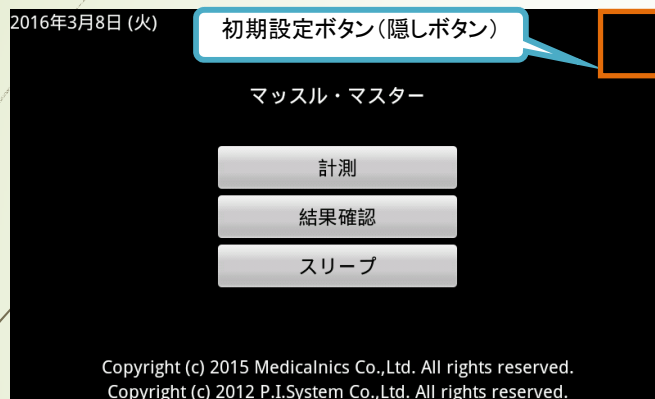 2016年3月8日 (火)
初期設定ボタン（隠しボタン）
マッスル・マスター
計測
結果確認
スリープ
Copyright (c) 2015 Medicalnics Co.,Ltd. All rights reserved.
Copyright (c) 2012 P.I.System Co.,Ltd. All rights reserved.